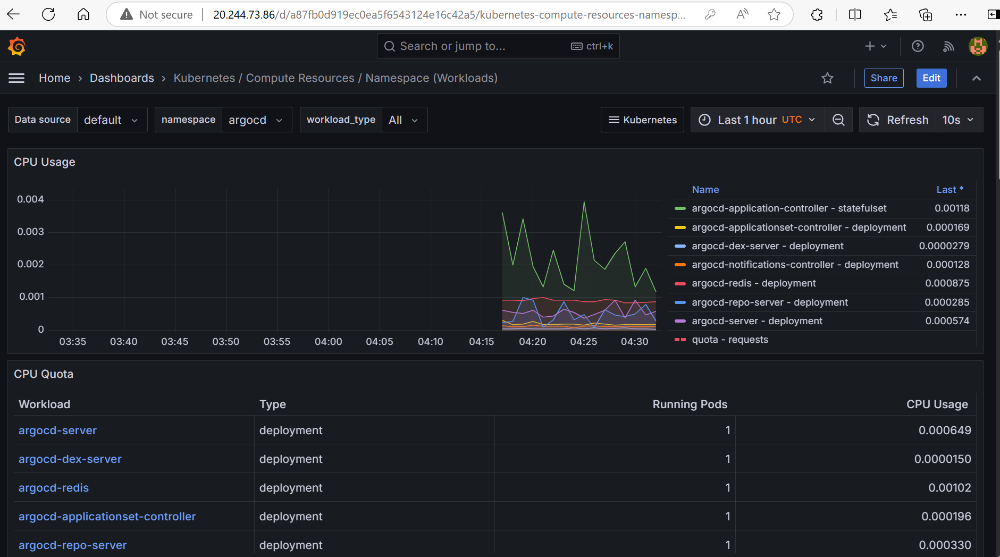 Not secure 20.244.73.86/d/a87fb0d919ec0ea5f6543124e16c42a5/kubernetes-compute-resources-namesp...
Search or jump to... ctrl+k
Home › Dashboards › Kubernetes / Compute Resources / Namespace (Workloads) Share Edit
Data source default namespace argocd workload_type All Kubernetes Last 1 hour UTC Refresh 10s
CPU Usage
0.004
0.003
0.002
0.001
0
03:35 03:40 03:45 03:50 03:55 04:00 04:05 04:10 04:15 04:20 04:25 04:30
Name Last *
argocd-application-controller - statefulset 0.00118
argocd-applicationset-controller - deployment 0.000169
argocd-dex-server - deployment 0.0000279
argocd-notifications-controller - deployment 0.000128
argocd-redis - deployment 0.000875
argocd-repo-server - deployment 0.000285
argocd-server - deployment 0.000574
quota - requests
CPU Quota
Workload Type Running Pods CPU Usage
argocd-server deployment 1 0.000649
argocd-dex-server deployment 1 0.0000150
argocd-redis deployment 1 0.00102
argocd-applicationset-controller deployment 1 0.000196
argocd-repo-server deployment 1 0.000330